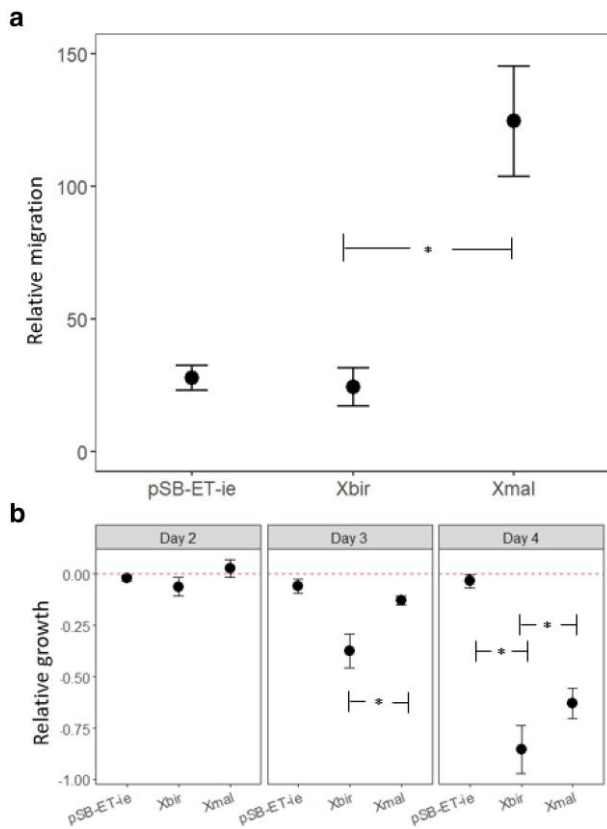 a
Relative migration
150
100
50
0
*
pSB-ET-ie Xbir Xmal
b
Relative growth
Day 2 Day 3 Day 4
0.00
-0.25
-0.50
-0.75
-1.00
*
*
*
pSB-ET-ie Xbir Xmal pSB-ET-ie Xbir Xmal pSB-ET-ie Xbir Xmal